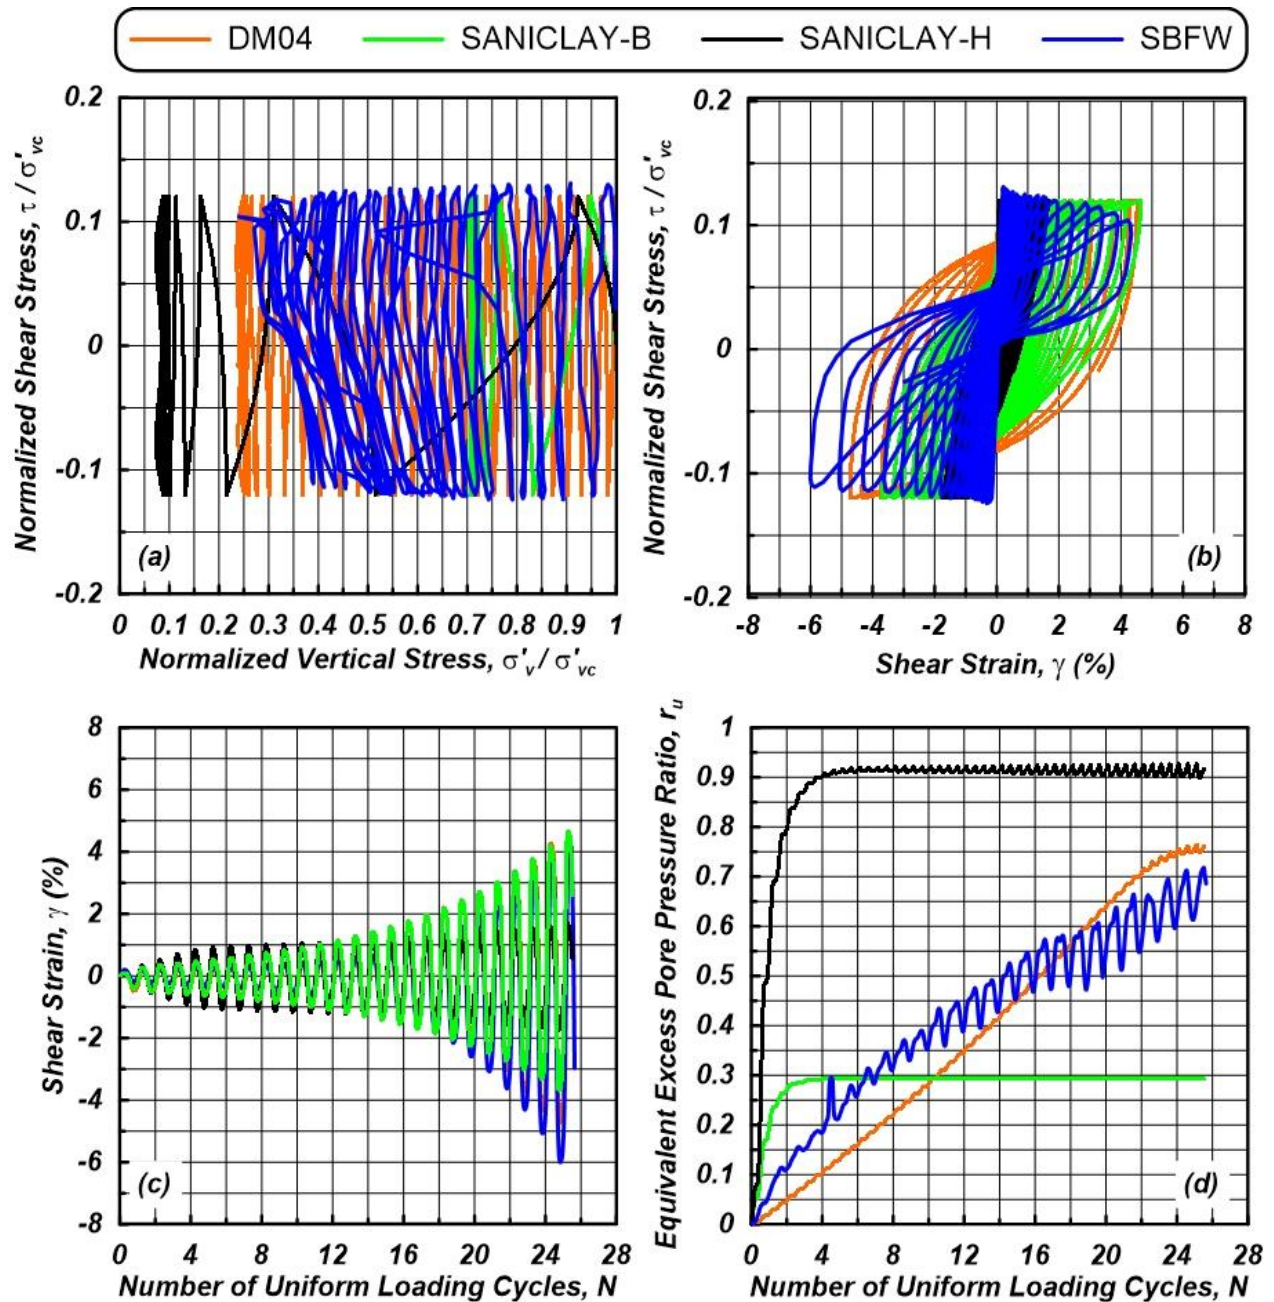 DM04 SANICLAY-B SANICLAY-H SBFW
Normalized Shear Stress, τ / σ'vc
0.2
0.1
0
-0.1
-0.2
(a)
0 0.1 0.2 0.3 0.4 0.5 0.6 0.7 0.8 0.9 1
Normalized Vertical Stress, σ'v / σ'vc
Normalized Shear Stress, τ / σ'vc
0.2
0.1
0
-0.1
-0.2
(b)
-8 -6 -4 -2 0 2 4 6 8
Shear Strain, γ (%)
Shear Strain, γ (%)
8
6
4
2
0
-2
-4
-6
-8
(c)
0 4 8 12 16 20 24 28
Number of Uniform Loading Cycles, N
Equivalent Excess Pore Pressure Ratio, ru
1
0.9
0.8
0.7
0.6
0.5
0.4
0.3
0.2
0.1
0
(d)
0 4 8 12 16 20 24 28
Number of Uniform Loading Cycles, N